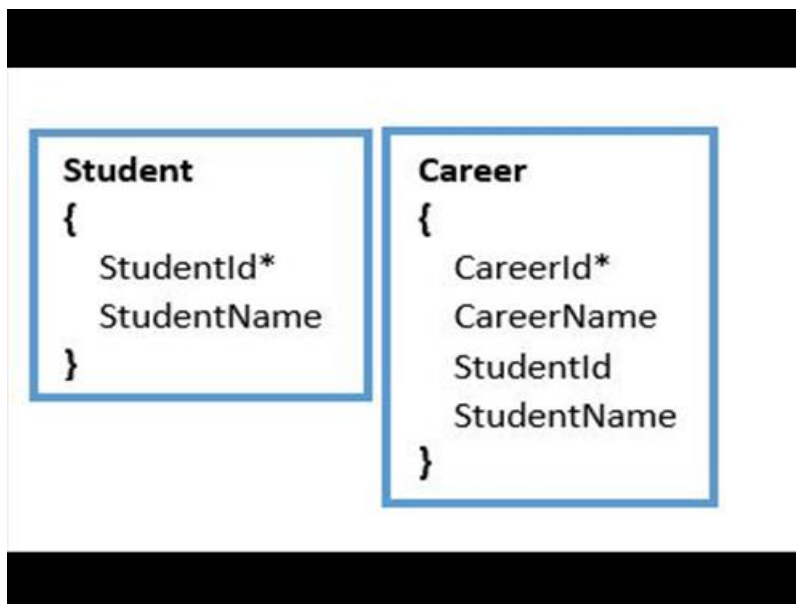 Student
{
StudentId*
StudentName
}
Career
{
CareerId*
CareerName
StudentId
StudentName
}